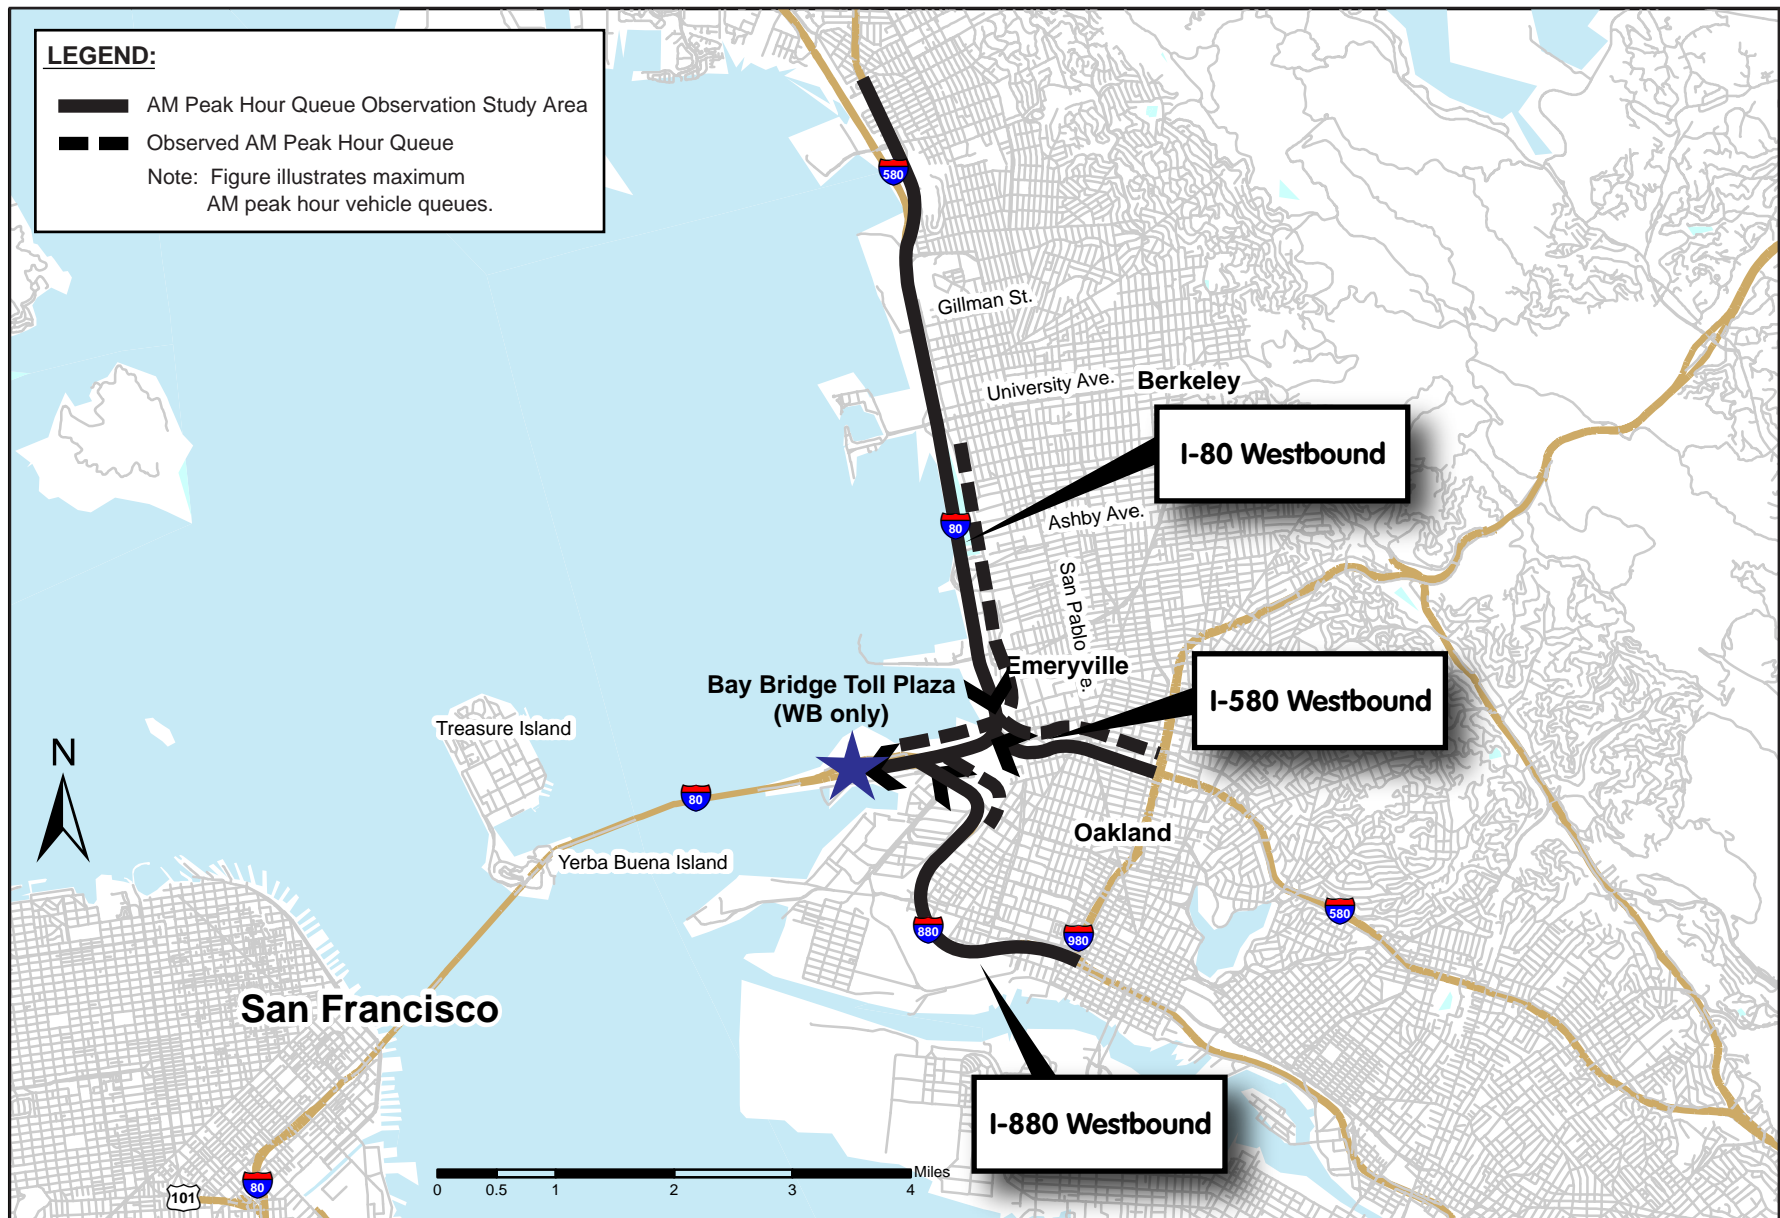 LEGEND:
AM Peak Hour Queue Observation Study Area
Observed AM Peak Hour Queue
Note: Figure illustrates maximum
AM peak hour vehicle queues.
580
Gillman St.
University Ave.
Berkeley
I-80 Westbound
80
Ashby Ave.
San Pablo
e.
Emeryville
I-580 Westbound
Bay Bridge Toll Plaza
(WB only)
Treasure Island
N
80
Yerba Buena Island
Oakland
580
880
980
San Francisco
I-880 Westbound
Miles
0 0.5 1 2 3 4
80
101